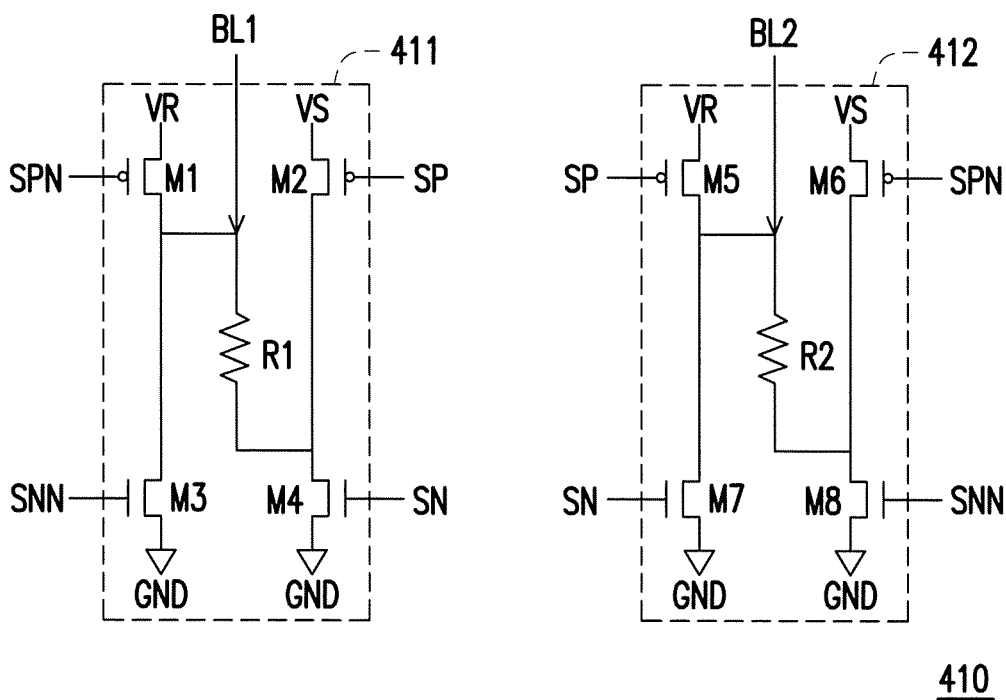 BL1
411
VR
VS
SPN
M1
M2
SP
R1
SNN
M3
M4
SN
GND
GND
BL2
412
VR
VS
SP
M5
M6
SPN
R2
SN
M7
M8
SNN
GND
GND
410